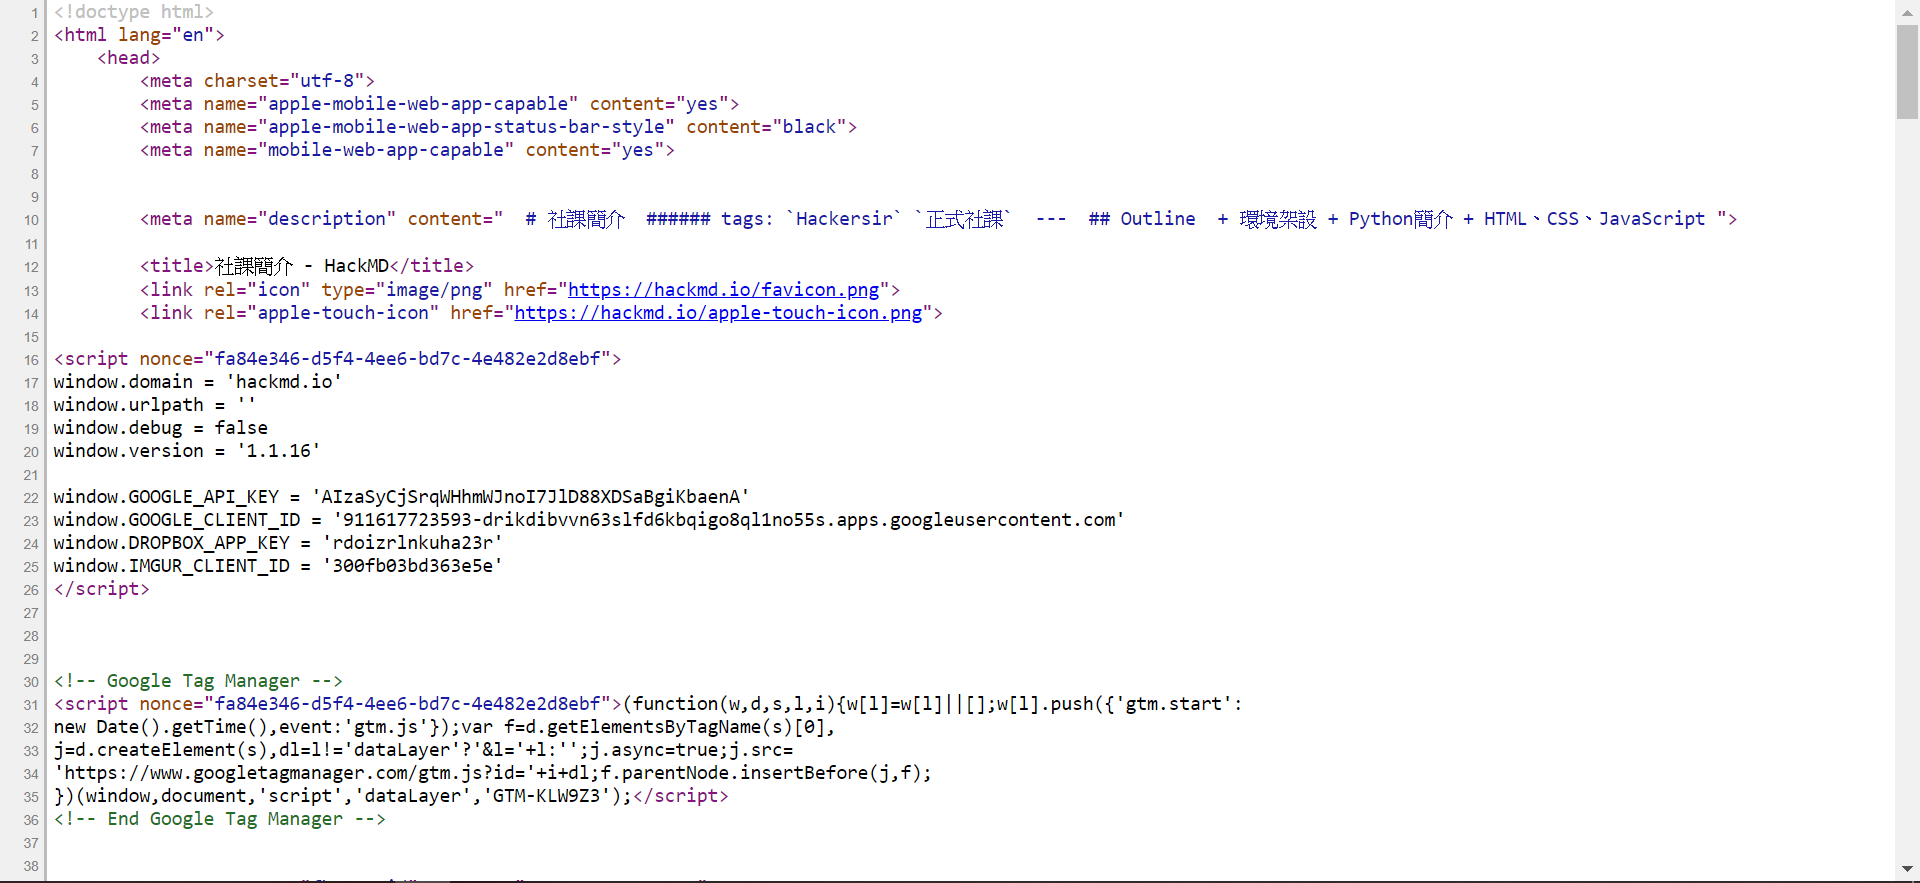 1 <!doctype html>
2 <html lang="en">
3 <head>
4 <meta charset="utf-8">
5 <meta name="apple-mobile-web-app-capable" content="yes">
6 <meta name="apple-mobile-web-app-status-bar-style" content="black">
7 <meta name="mobile-web-app-capable" content="yes">
8
9
10 <meta name="description" content="  # 社課簡介  ###### tags: `Hackersir` `正式社課`  ---  ## Outline  + 環境架設 + Python簡介 + HTML、CSS、JavaScript ">
11
12 <title>社課簡介 - HackMD</title>
13 <link rel="icon" type="image/png" href="https://hackmd.io/favicon.png">
14 <link rel="apple-touch-icon" href="https://hackmd.io/apple-touch-icon.png">
15
16 <script nonce="fa84e346-d5f4-4ee6-bd7c-4e482e2d8ebf">
17 window.domain = 'hackmd.io'
18 window.urlpath = ''
19 window.debug = false
20 window.version = '1.1.16'
21
22 window.GOOGLE_API_KEY = 'AIzaSyCjSrqWHhmWJnoI7JlD88XDSaBgiKbaenA'
23 window.GOOGLE_CLIENT_ID = '911617723593-drikdibvvn63slfd6kbqigo8ql1no55s.apps.googleusercontent.com'
24 window.DROPBOX_APP_KEY = 'rdoizrlnkuha23r'
25 window.IMGUR_CLIENT_ID = '300fb03bd363e5e'
26 </script>
27
28
29
30 <!-- Google Tag Manager -->
31 <script nonce="fa84e346-d5f4-4ee6-bd7c-4e482e2d8ebf">(function(w,d,s,l,i){w[l]=w[l]||[];w[l].push({'gtm.start':
32 new Date().getTime(),event:'gtm.js'});var f=d.getElementsByTagName(s)[0],
33 j=d.createElement(s),dl=l!='dataLayer'?'&l='+l:'';j.async=true;j.src=
34 'https://www.googletagmanager.com/gtm.js?id='+i+dl;f.parentNode.insertBefore(j,f);
35 })(window,document,'script','dataLayer','GTM-KLW9Z3');</script>
36 <!-- End Google Tag Manager -->
37
38